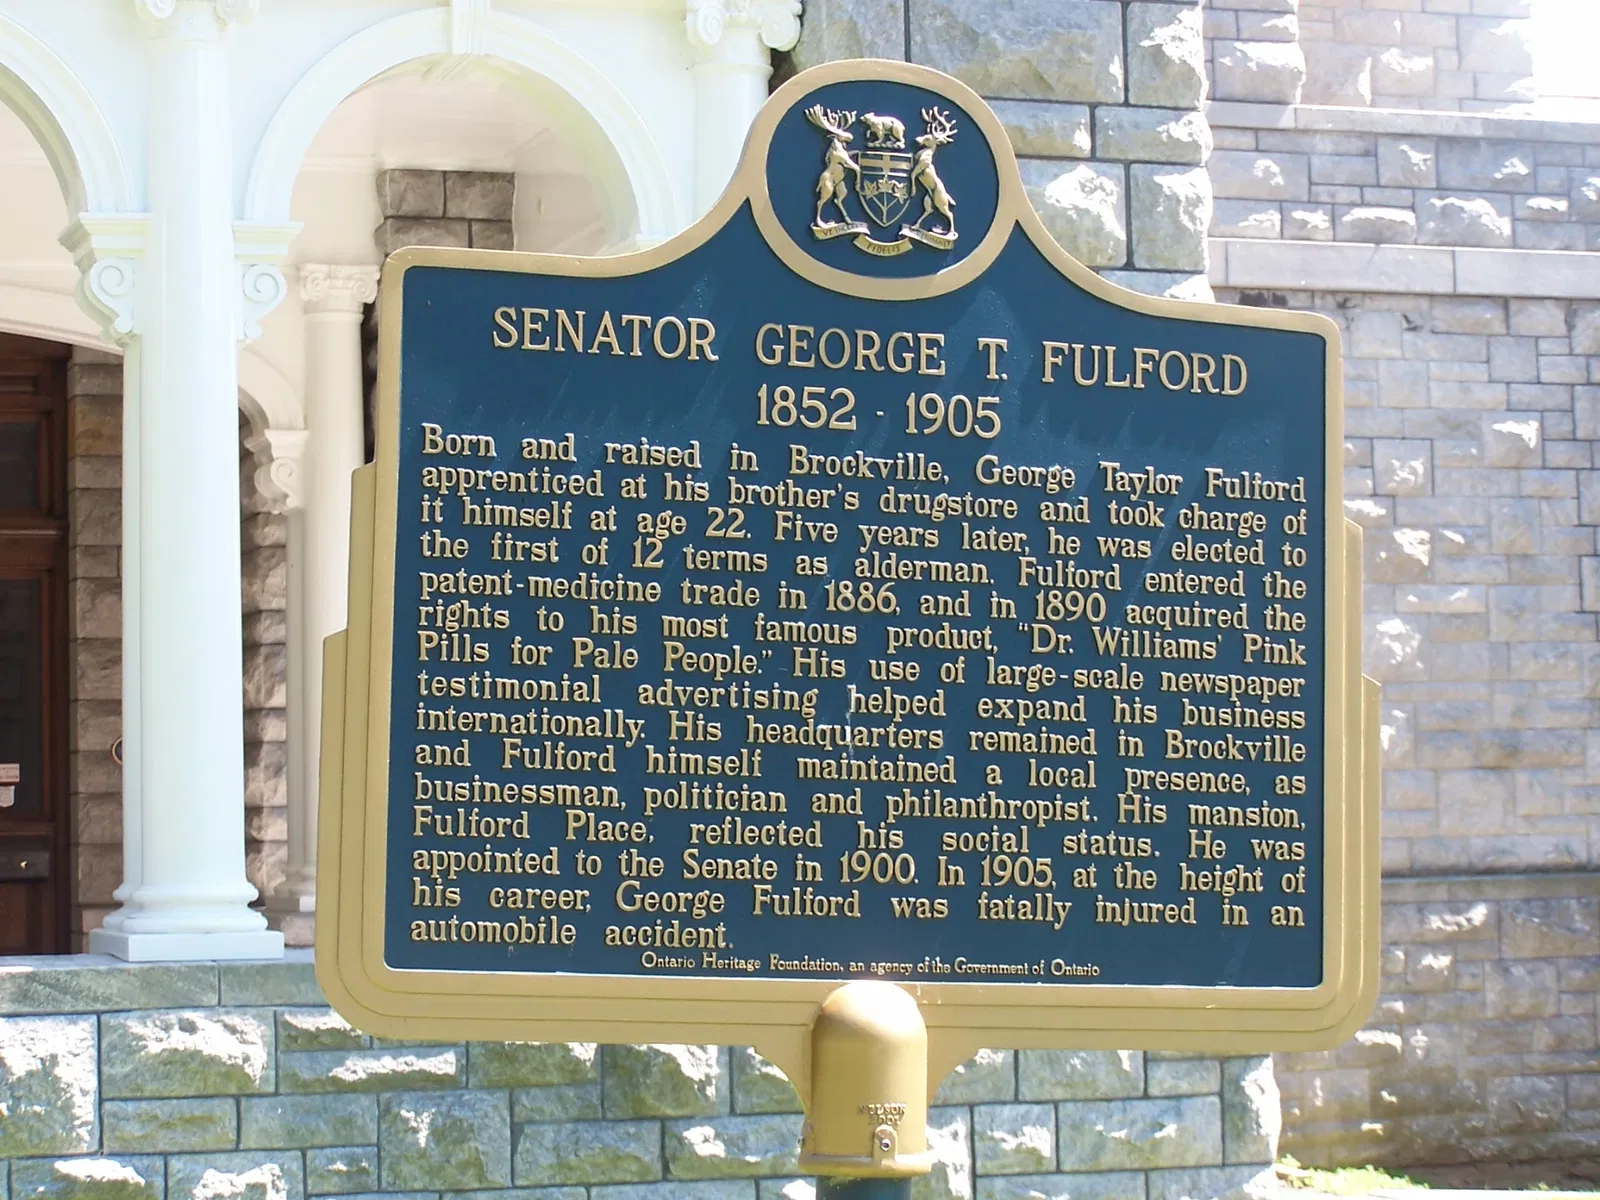 FIDELIS
SENATOR GEORGE T. FULFORD
1852 - 1905
Born and raised in Brockville, George Taylor Fulford
apprenticed at his brother's drugstore and took charge of
it himself at age 22. Five years later, he was elected to
the first of 12 terms as alderman. Fulford entered the
patent-medicine trade in 1886, and in 1890 acquired the
rights to his most famous product, "Dr. Williams' Pink
Pills for Pale People." His use of large-scale newspaper
testimonial advertising helped expand his business
internationally. His headquarters remained in Brockville
and Fulford himself maintained a local presence, as
businessman, politician and philanthropist. His mansion,
Fulford Place, reflected his social status. He was
appointed to the Senate in 1900. In 1905, at the height of
his career, George Fulford was fatally injured in an
automobile accident.
Ontario Heritage Foundation, an agency of the Government of Ontario